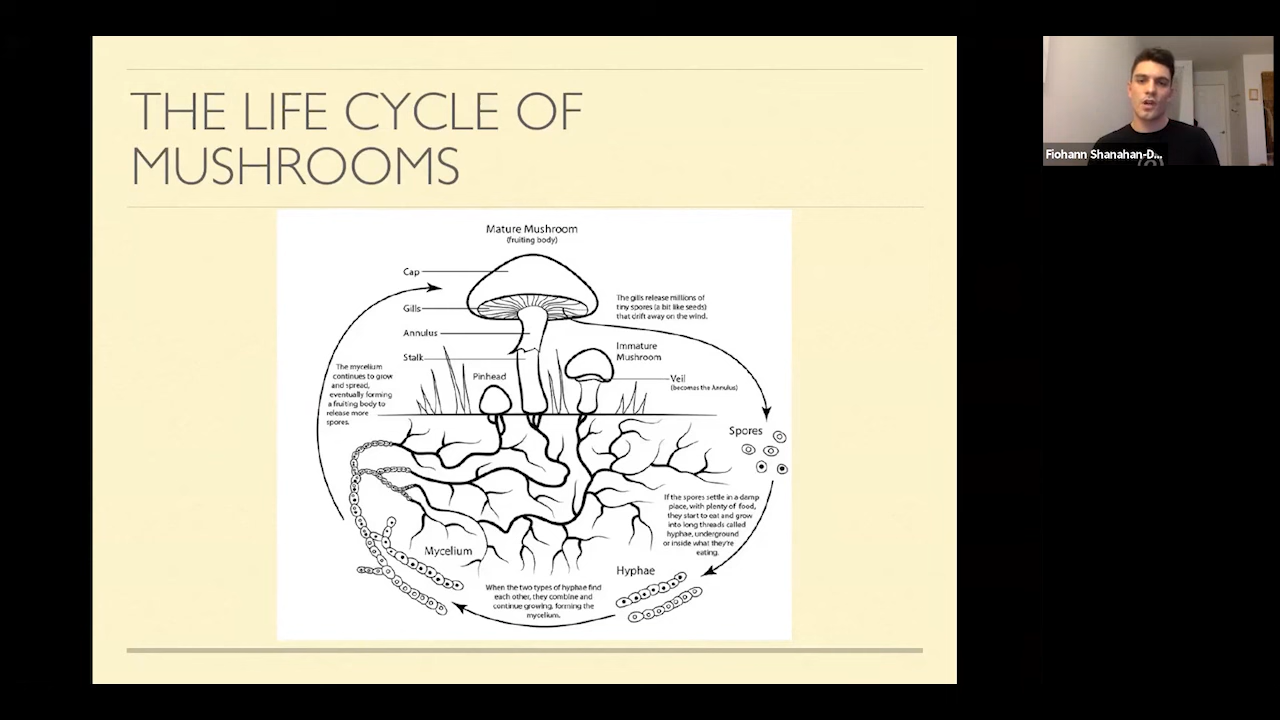 THE LIFE CYCLE OF
MUSHROOMS
Mature Mushroom
(fruiting body)
Cap
Gills
Annulus
Stalk
Pinhead
The gills release millions of
tiny spores (a bit like seeds)
that drift away on the wind.
Immature
Mushroom
Veil
(becomes the Annulus)
Spores
If the spores settle in a damp
place, with plenty of food,
they start to eat and grow
into long threads called
hyphae, underground
or inside what they're
eating.
Hyphae
When the two types of hyphae find
each other, they combine and
continue growing, forming the
mycelium.
Mycelium
The mycelium
continues to grow
and spread,
eventually forming
a fruiting body to
release more
spores.
Fiohann Shanahan-D...